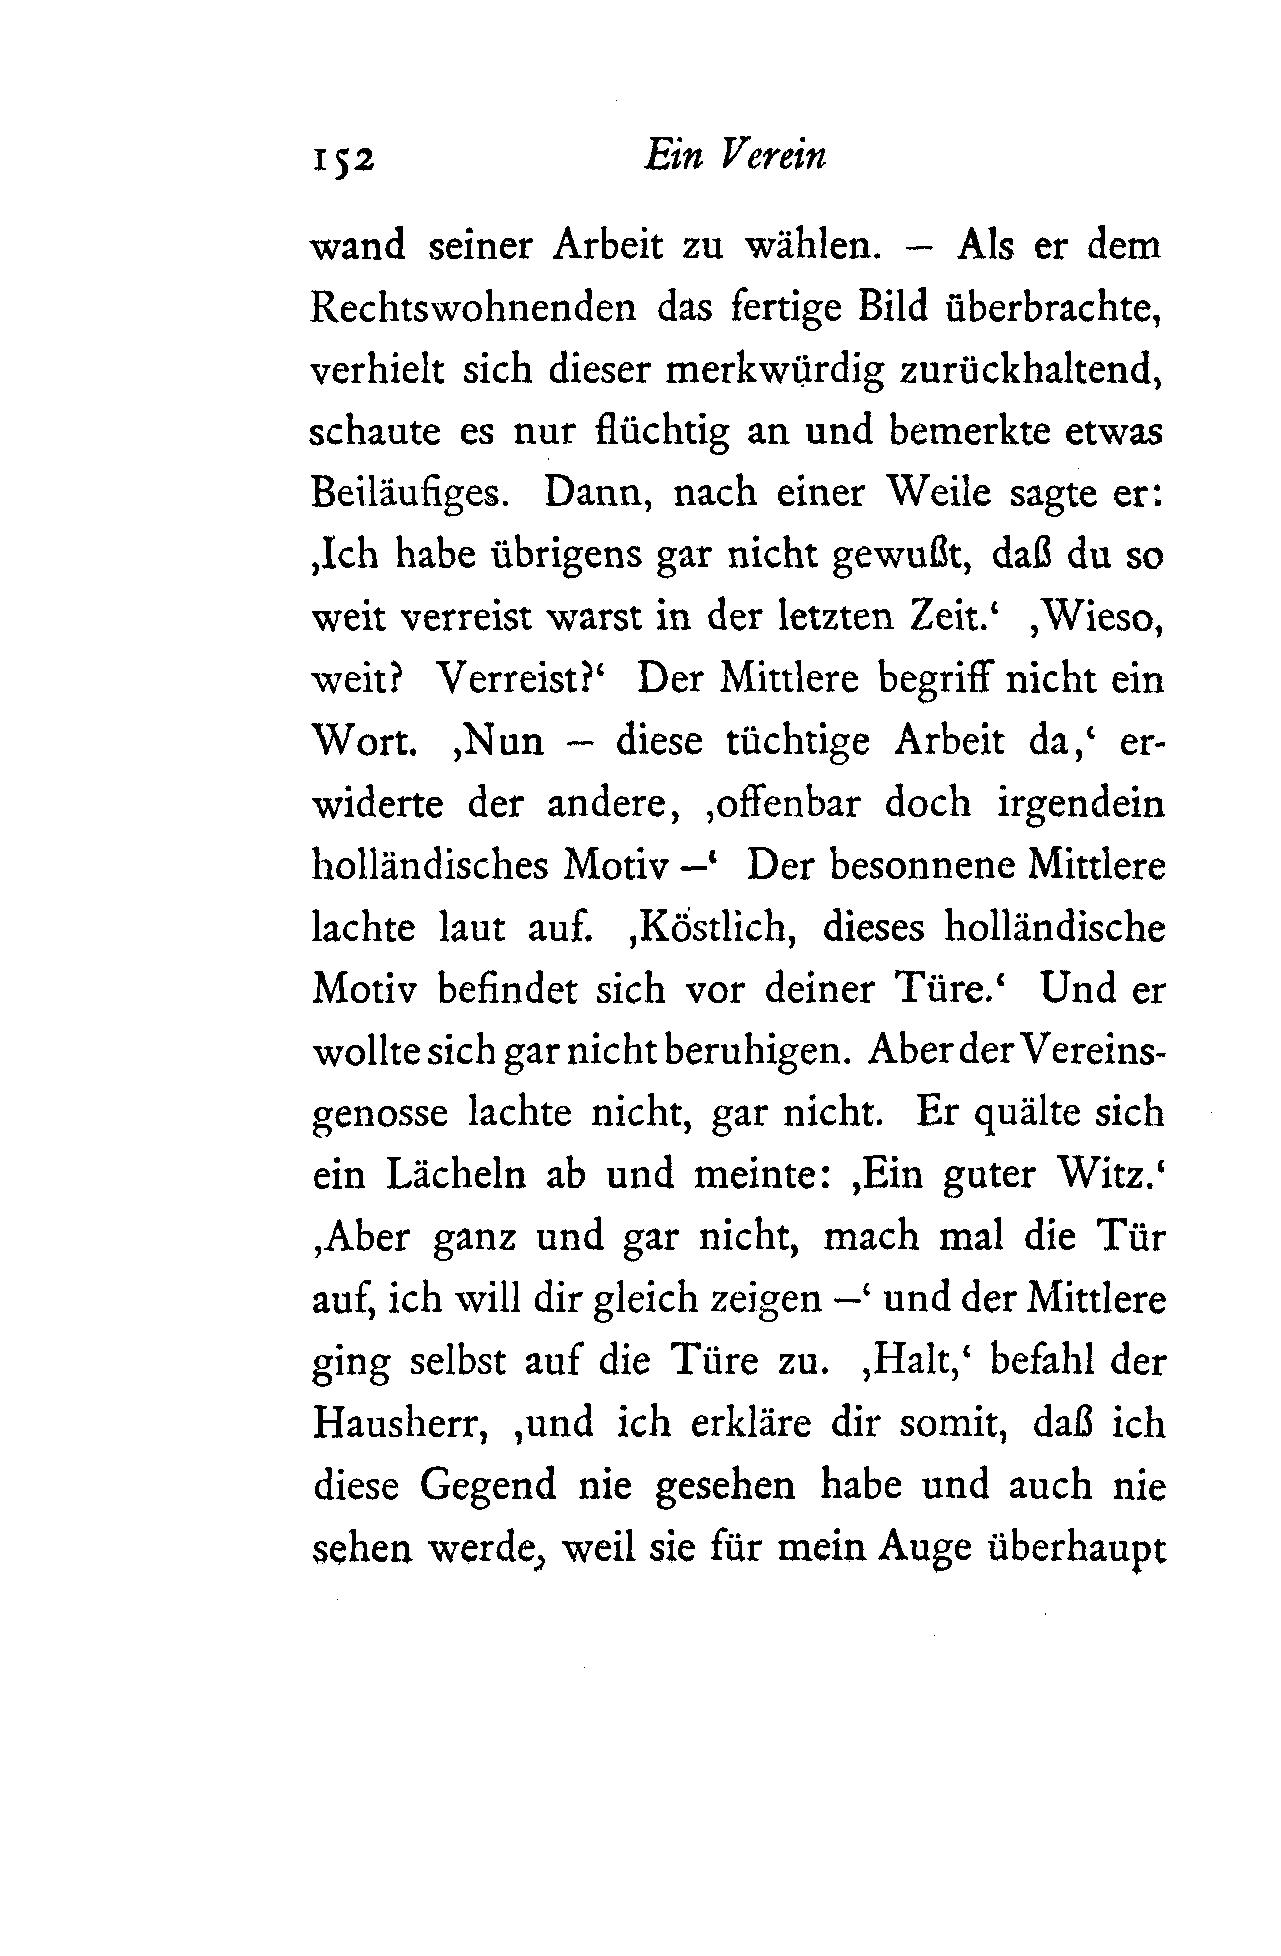 152 Ein Verein
wand seiner Arbeit zu wählen. – Als er dem
Rechtswohnenden das fertige Bild überbrachte,
verhielt sich dieser merkwürdig zurückhaltend,
schaute es nur flüchtig an und bemerkte etwas
Beiläufiges. Dann, nach einer Weile sagte er:
‚Ich habe übrigens gar nicht gewußt, daß du so
weit verreist warst in der letzten Zeit.‘ ‚Wieso,
weit? Verreist?‘ Der Mittlere begriff nicht ein
Wort. ‚Nun – diese tüchtige Arbeit da,‘ er-
widerte der andere, ‚offenbar doch irgendein
holländisches Motiv –‘ Der besonnene Mittlere
lachte laut auf. ‚Köstlich, dieses holländische
Motiv befindet sich vor deiner Türe.‘ Und er
wollte sich gar nicht beruhigen. Aber der Vereins-
genosse lachte nicht, gar nicht. Er quälte sich
ein Lächeln ab und meinte: ‚Ein guter Witz.‘
‚Aber ganz und gar nicht, mach mal die Tür
auf, ich will dir gleich zeigen –‘ und der Mittlere
ging selbst auf die Türe zu. ‚Halt,‘ befahl der
Hausherr, ‚und ich erkläre dir somit, daß ich
diese Gegend nie gesehen habe und auch nie
sehen werde, weil sie für mein Auge überhaupt